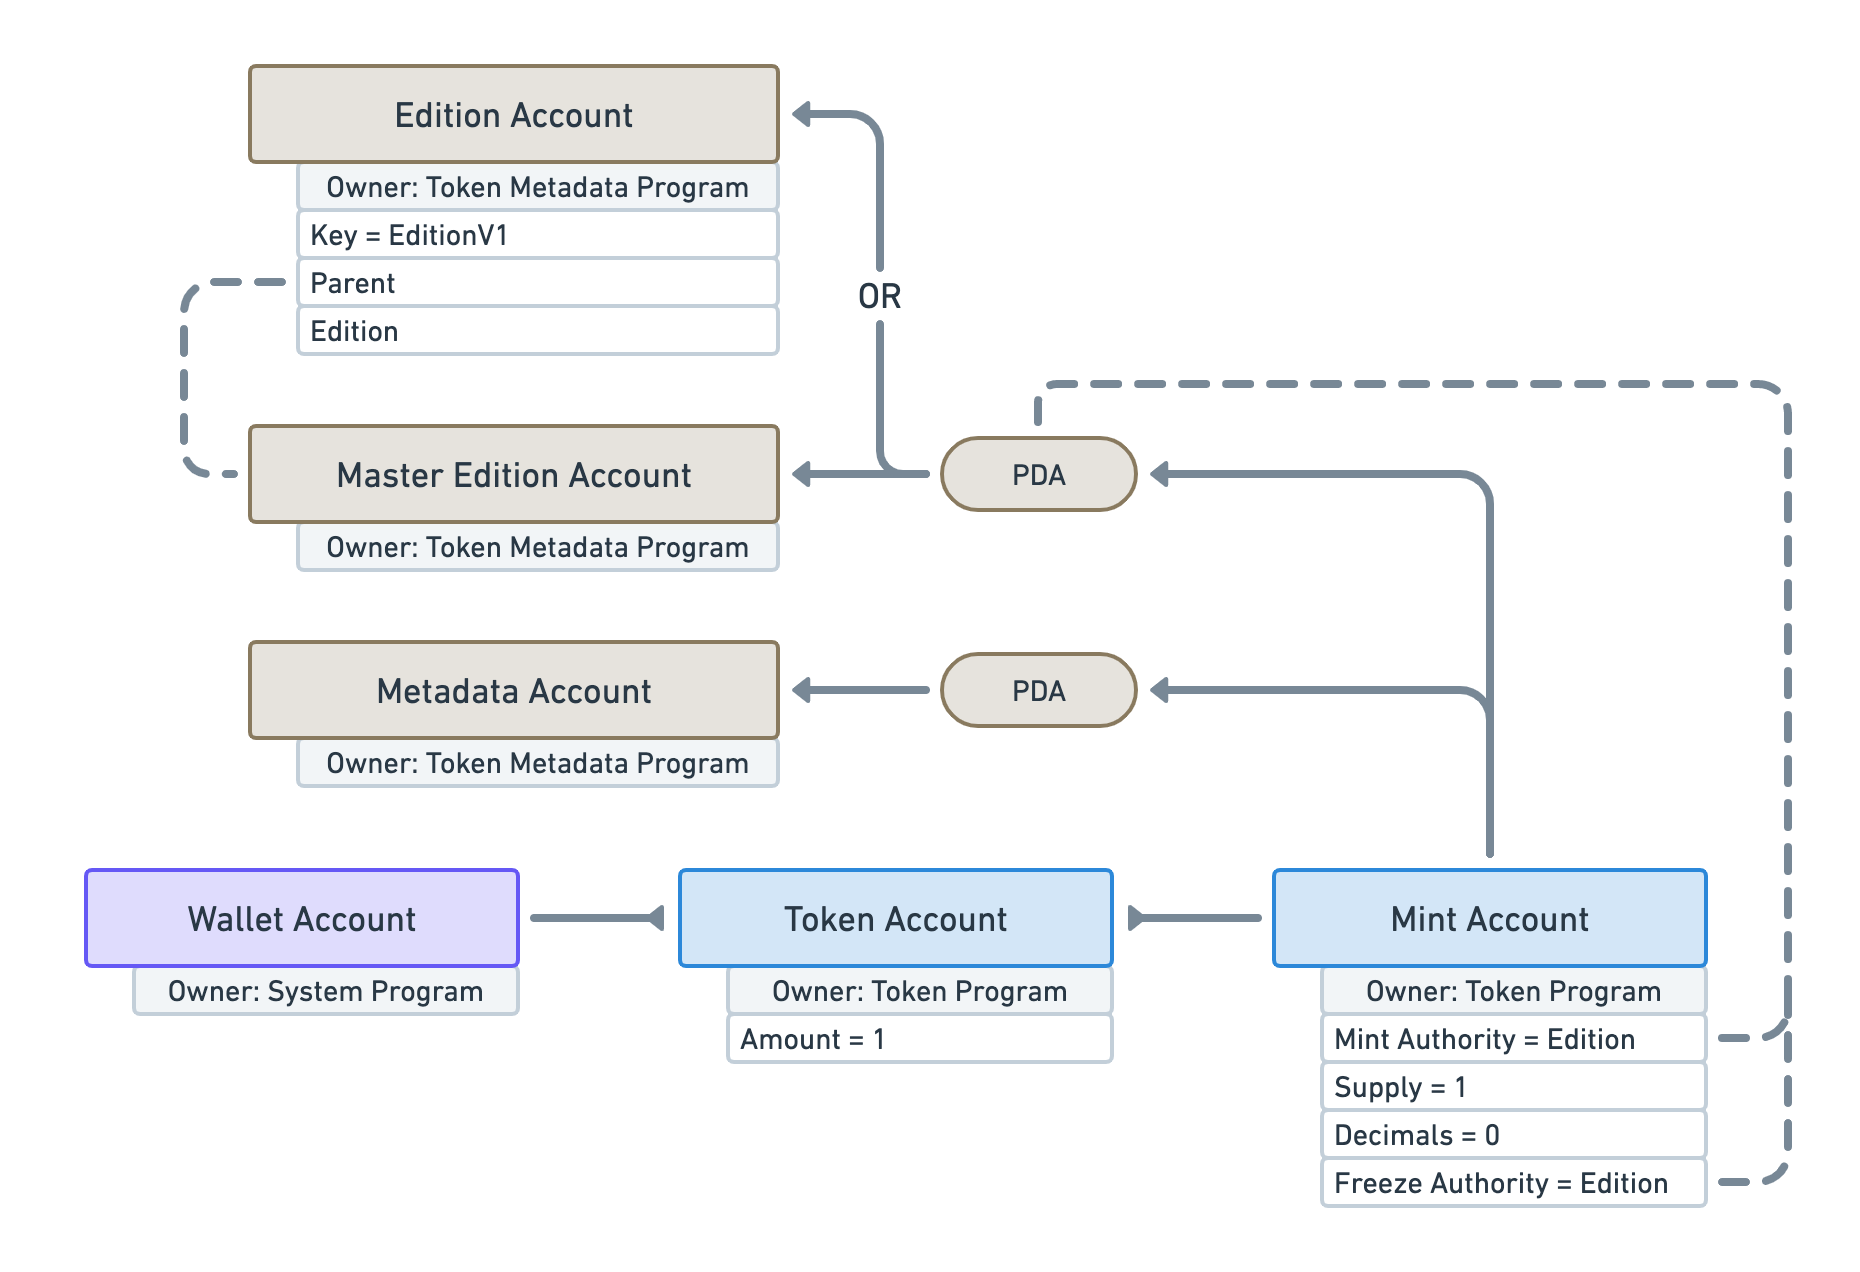 Edition Account
Owner: Token Metadata Program
Key = EditionV1
Parent
Edition
OR
Master Edition Account
Owner: Token Metadata Program
PDA
Metadata Account
Owner: Token Metadata Program
PDA
Wallet Account
Owner: System Program
Token Account
Owner: Token Program
Amount = 1
Mint Account
Owner: Token Program
Mint Authority = Edition
Supply = 1
Decimals = 0
Freeze Authority = Edition